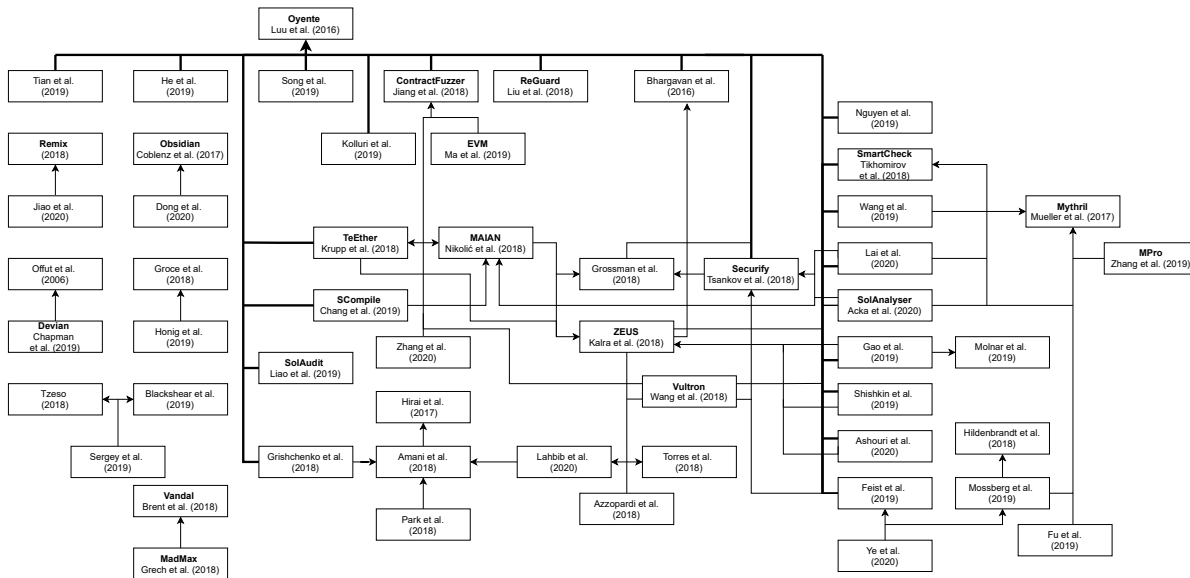 Oyente
Luu et al. (2016)
Tian et al.
(2019)
He et al.
(2019)
Song et al.
(2019)
ContractFuzzer
Jiang et al. (2018)
ReGuard
Liu et al. (2018)
Bhargavan et al.
(2016)
Nguyen et al.
(2019)
Remix
(2018)
Obsidian
Coblenz et al. (2017)
Kolluri et al.
(2019)
EVM
Ma et al. (2019)
SmartCheck
Tikhomirov
et al. (2018)
Jiao et al.
(2020)
Dong et al.
(2020)
Wang et al.
(2019)
Mythril
Mueller et al. (2017)
TeEther
Krupp et al. (2018)
MAIAN
Nikolić et al. (2018)
Lai et al.
(2020)
MPro
Zhang et al. (2019)
Offut et al.
(2006)
Groce et al.
(2018)
Grossman et al.
(2018)
Securify
Tsankov et al. (2018)
SCompile
Chang et al. (2019)
SolAnalyser
Acka et al. (2020)
Devian
Chapman
et al. (2019)
Honig et al.
(2019)
Zhang et al.
(2020)
ZEUS
Kalra et al. (2018)
Gao et al.
(2019)
Molnar et al.
(2019)
SolAudit
Liao et al. (2019)
Tzeso
(2018)
Blackshear et al.
(2019)
Vultron
Wang et al. (2018)
Shishkin et al.
(2019)
Hirai et al.
(2017)
Ashouri et al.
(2020)
Hildenbrandt et al.
(2018)
Sergey et al.
(2019)
Grishchenko et al.
(2018)
Amani et al.
(2018)
Lahbib et al.
(2020)
Torres et al.
(2018)
Vandal
Brent et al. (2018)
Feist et al.
(2019)
Mossberg et al.
(2019)
Park et al.
(2018)
Azzopardi et al.
(2018)
MadMax
Grech et al. (2018)
Ye et al.
(2020)
Fu et al.
(2019)